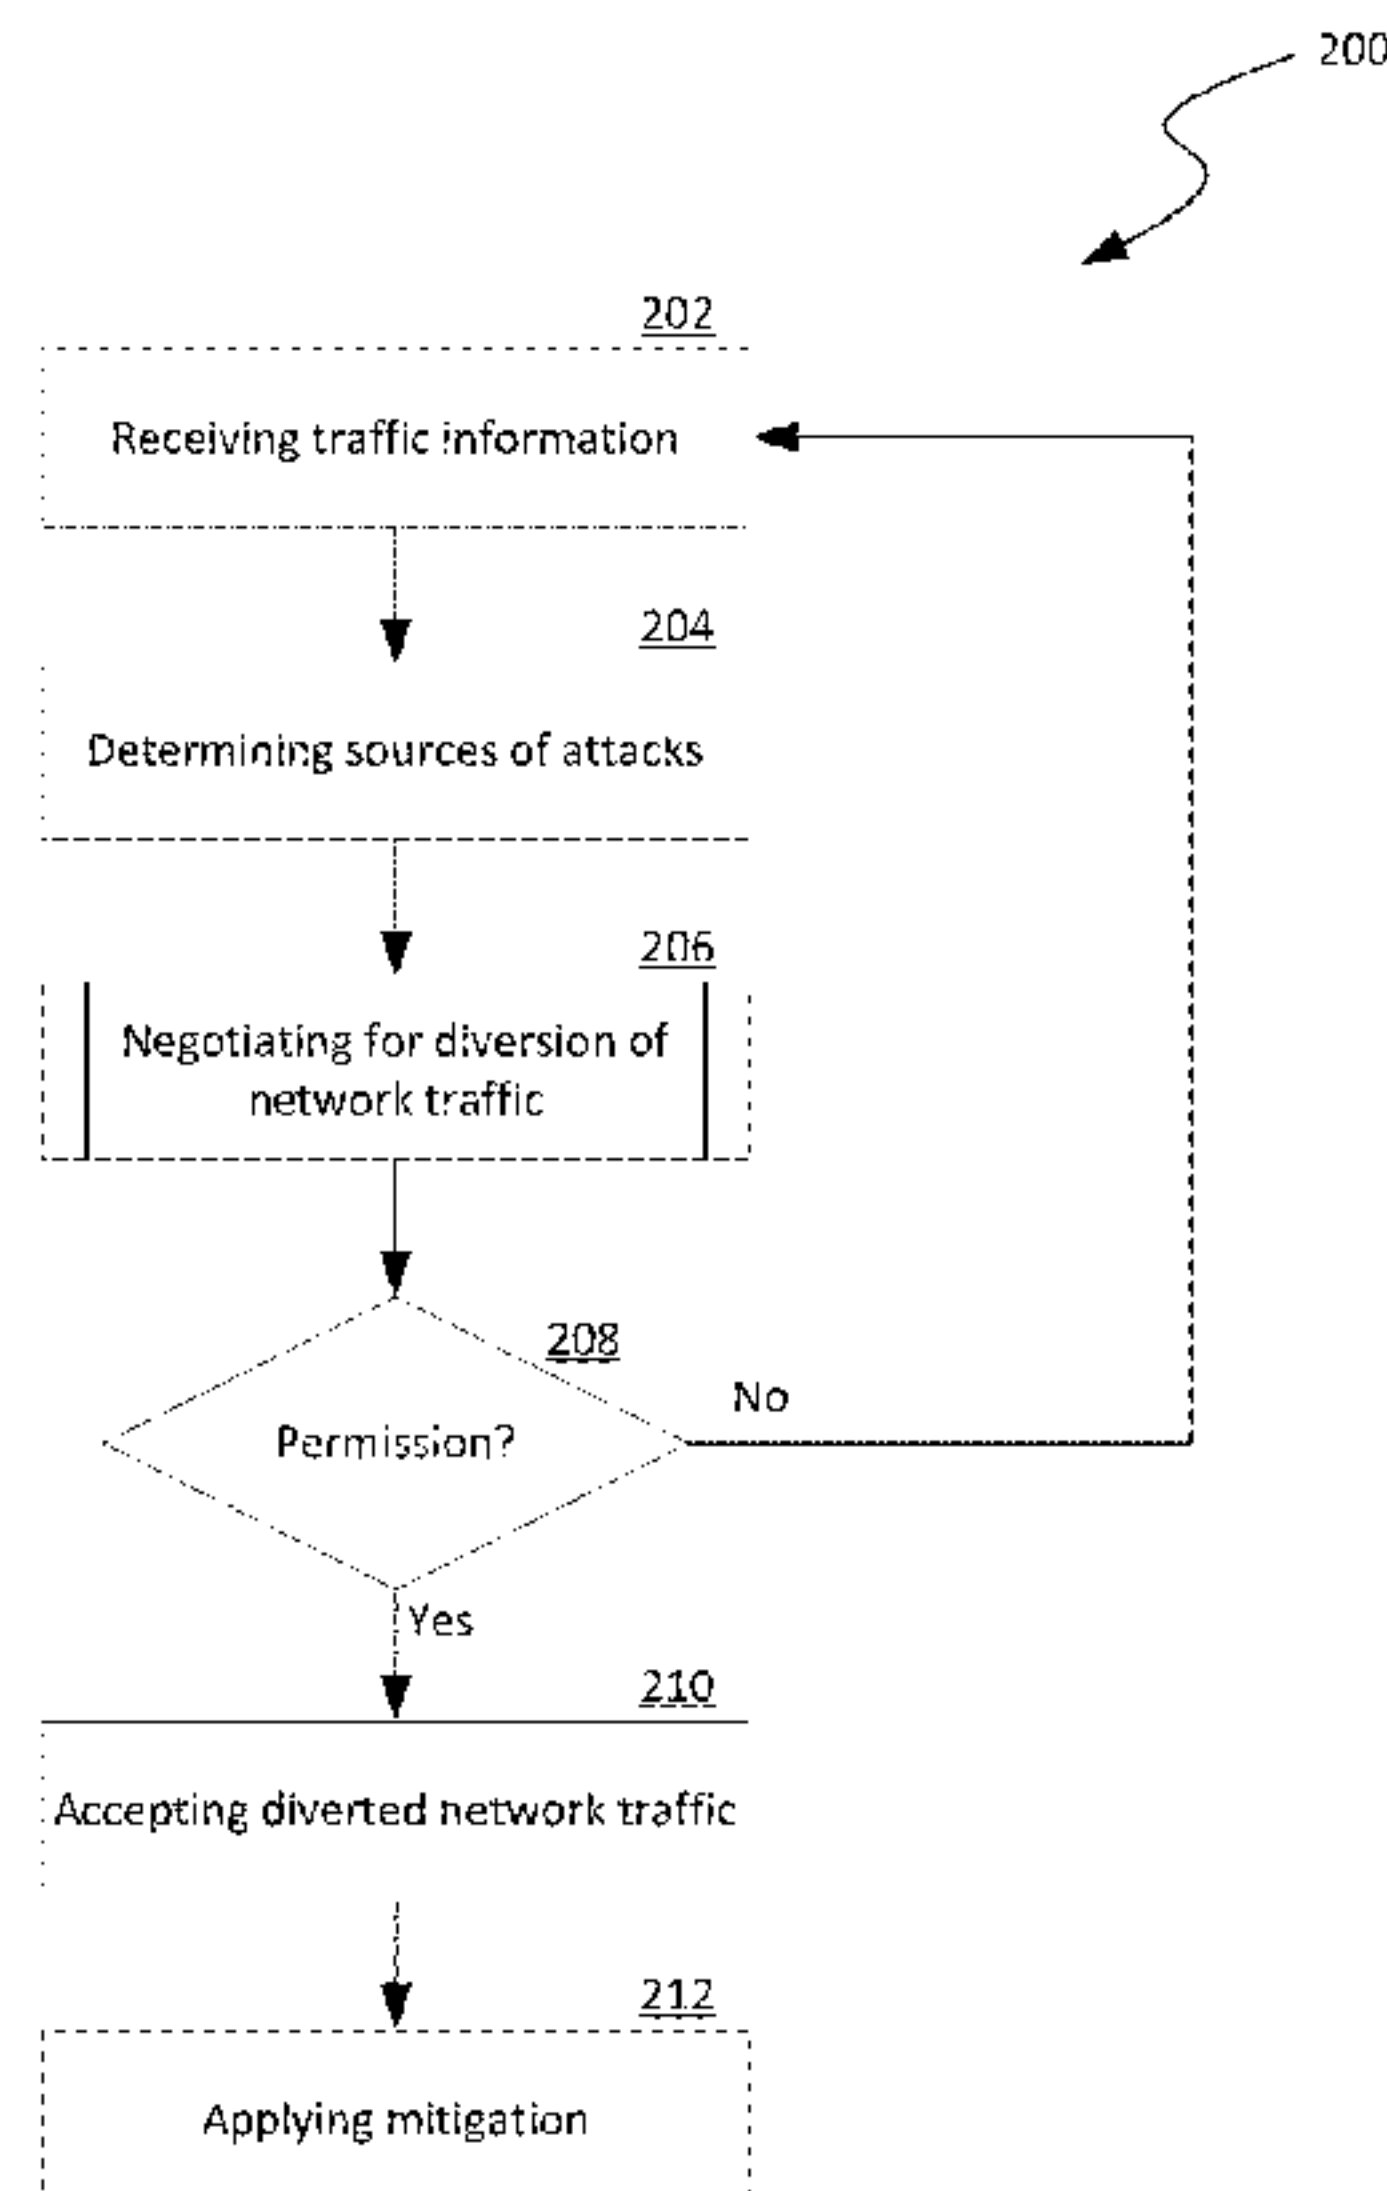 200
202
Receiving traffic information
204
Determining sources of attacks
206
Negotiating for diversion of
network traffic
208
Permission?
No
Yes
210
Accepting diverted network traffic
212
Applying mitigation